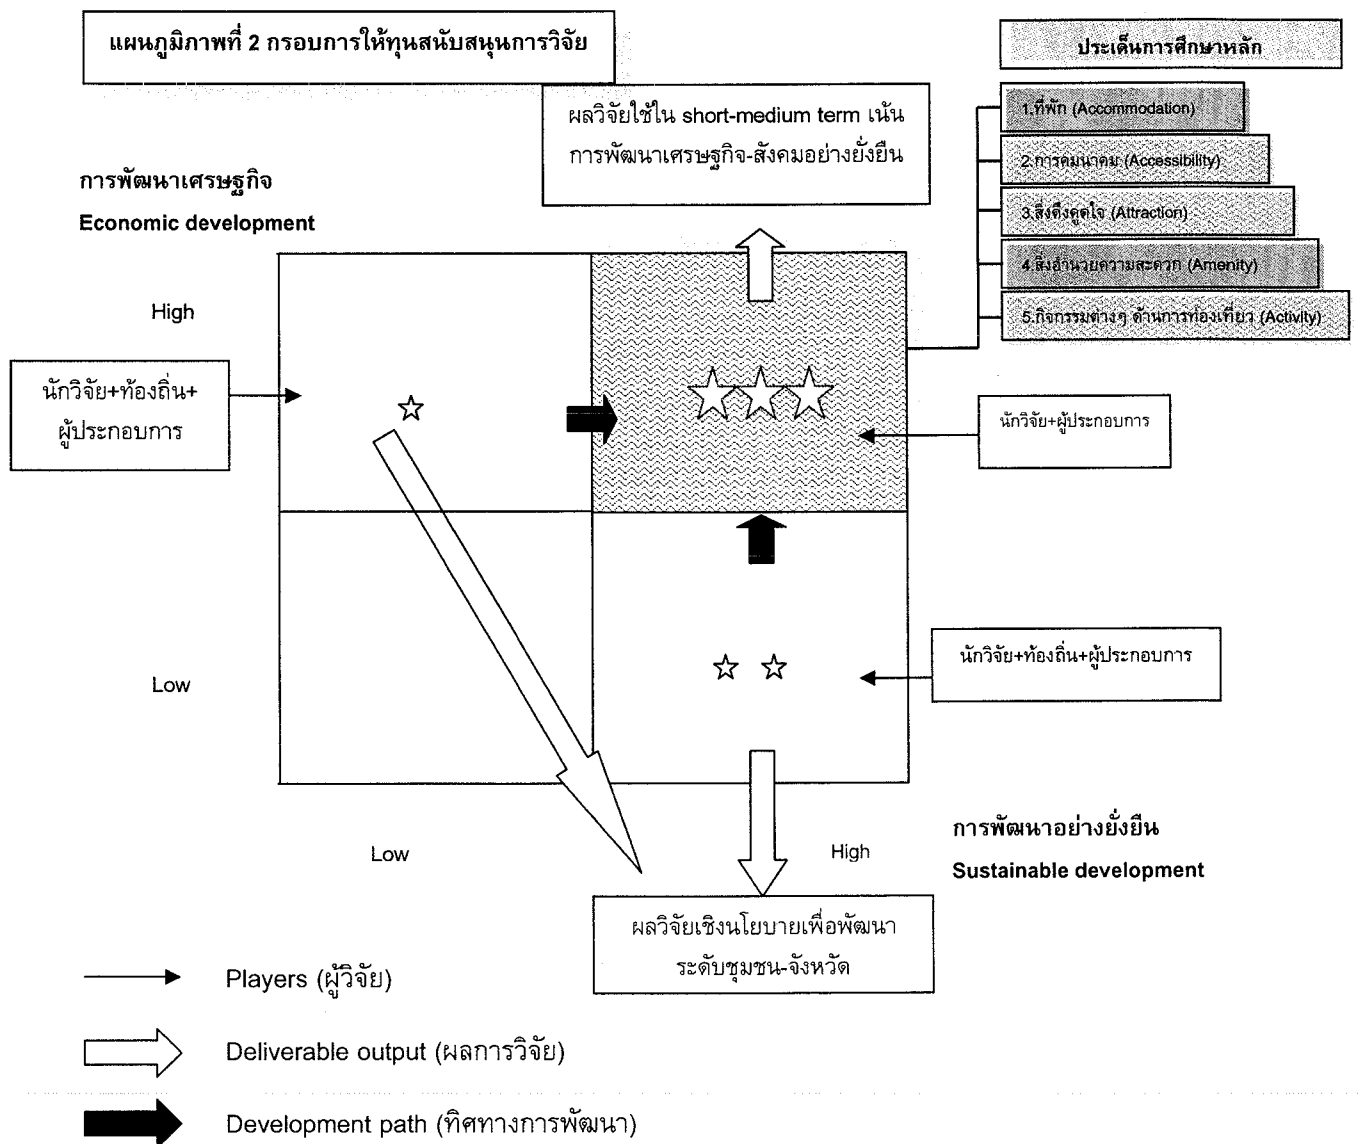 แผนภูมิภาพที่ 2 กรอบการให้ทุนสนับสนุนการวิจัย
ประเด็นการศึกษาหลัก
1.ที่พัก (Accommodation)
2.การคมนาคม (Accessibility)
3.สิ่งดึงดูดใจ (Attraction)
4.สิ่งอำนวยความสะดวก (Amenity)
5.กิจกรรมต่างๆ ด้านการท่องเที่ยว (Activity)
ผลวิจัยใช้ใน short-medium term เน้น
การพัฒนาเศรษฐกิจ-สังคมอย่างยั่งยืน
การพัฒนาเศรษฐกิจ
Economic development
High
นักวิจัย+ท้องถิ่น+
ผู้ประกอบการ
นักวิจัย+ผู้ประกอบการ
Low
นักวิจัย+ท้องถิ่น+ผู้ประกอบการ
Low
High
การพัฒนาอย่างยั่งยืน
Sustainable development
ผลวิจัยเชิงนโยบายเพื่อพัฒนา
ระดับชุมชน-จังหวัด
Players (ผู้วิจัย)
Deliverable output (ผลการวิจัย)
Development path (ทิศทางการพัฒนา)